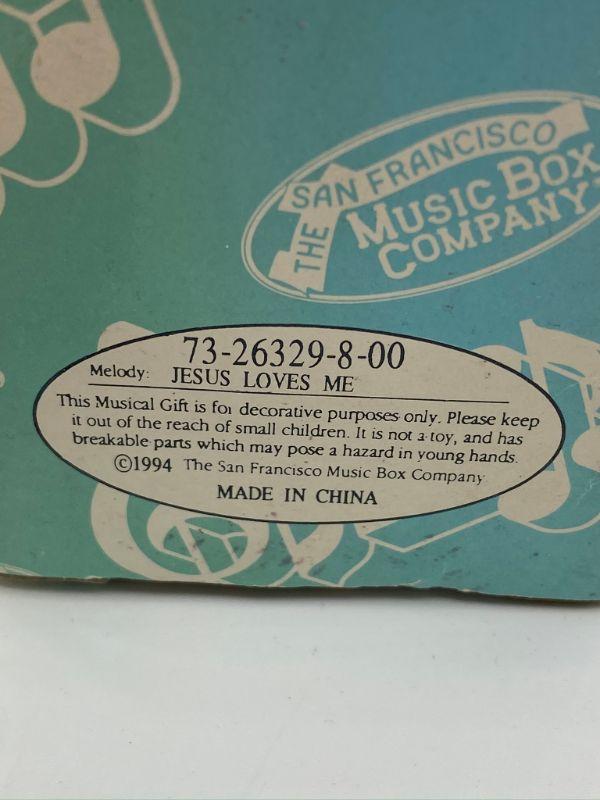 THE SAN FRANCISCO
MUSIC BOX
COMPANY
73-26329-8-00
Melody: JESUS LOVES ME
This Musical Gift is for decorative purposes only. Please keep
it out of the reach of small children. It is not a toy, and has
breakable parts which may pose a hazard in young hands.
©1994 The San Francisco Music Box Company
MADE IN CHINA